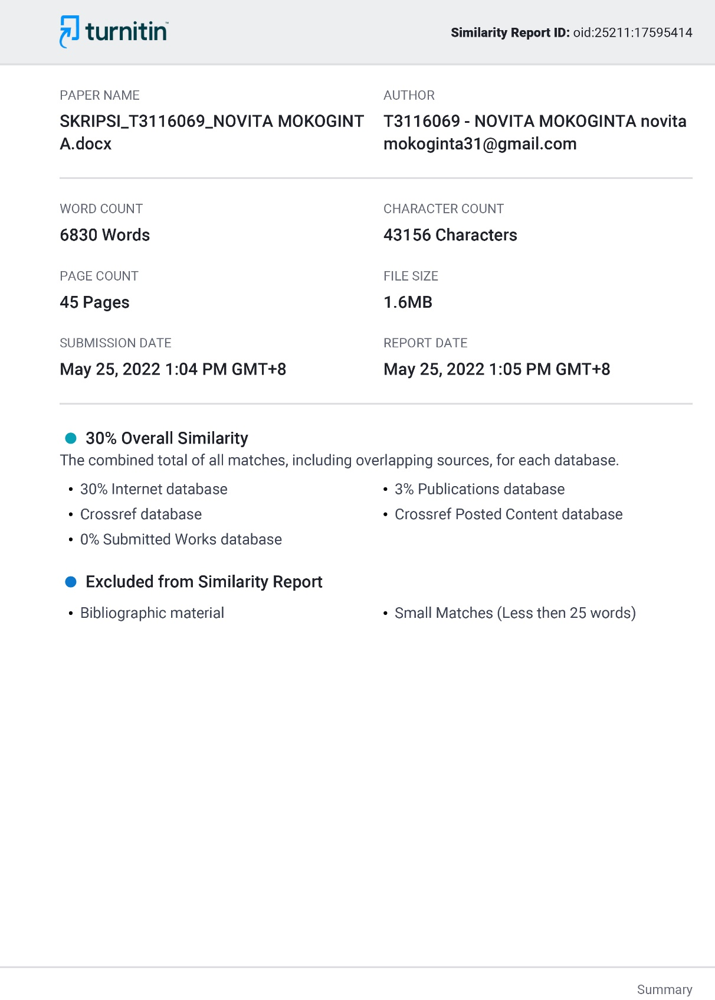 turnitin™
Similarity Report ID: oid:25211:17595414
PAPER NAME
SKRIPSI_T3116069_NOVITA MOKOGINT
A.docx
AUTHOR
T3116069 - NOVITA MOKOGINTA novita
mokoginta31@gmail.com
WORD COUNT
6830 Words
CHARACTER COUNT
43156 Characters
PAGE COUNT
45 Pages
FILE SIZE
1.6MB
SUBMISSION DATE
May 25, 2022 1:04 PM GMT+8
REPORT DATE
May 25, 2022 1:05 PM GMT+8
30% Overall Similarity
The combined total of all matches, including overlapping sources, for each database.
• 30% Internet database
• 3% Publications database
• Crossref database
• Crossref Posted Content database
• 0% Submitted Works database
Excluded from Similarity Report
• Bibliographic material
• Small Matches (Less then 25 words)
Summary